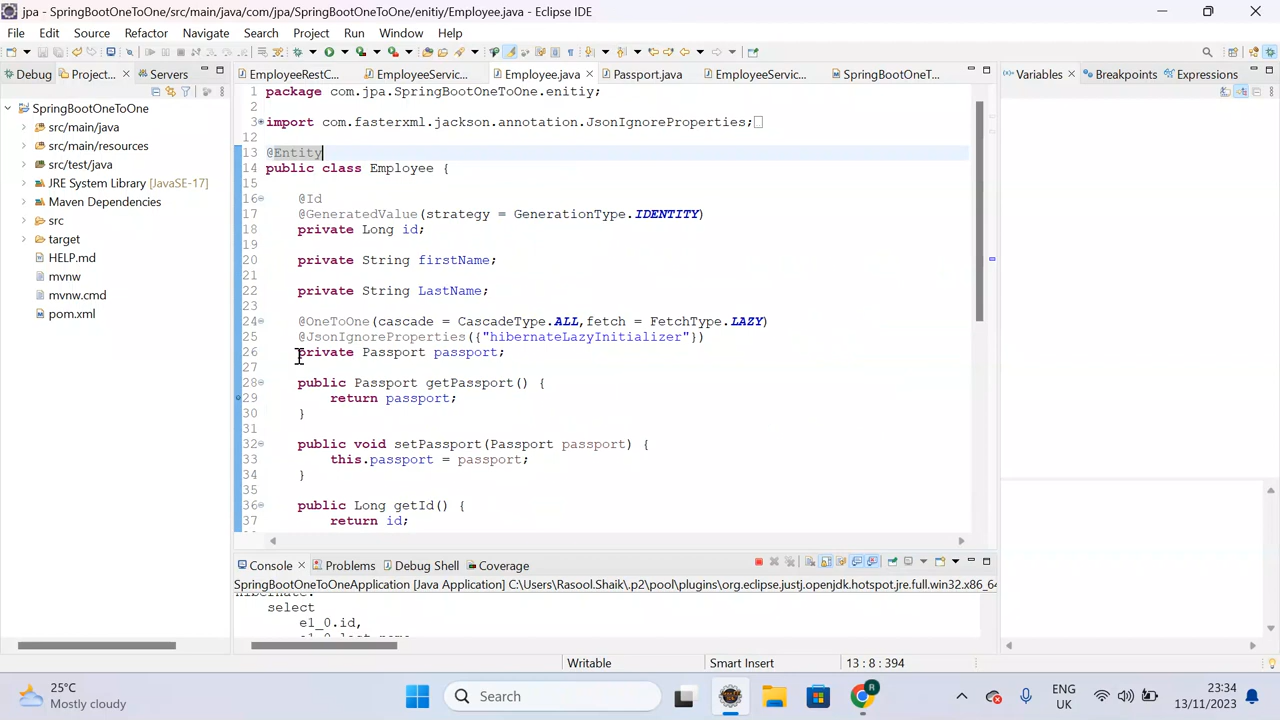 jpa - SpringBootOneToOne/src/main/java/com/jpa/SpringBootOneToOne/enitiy/Employee.java - Eclipse IDE
File Edit Source Refactor Navigate Search Project Run Window Help
Debug Project... Servers
EmployeeRestC... EmployeeServic... Employee.java Passport.java EmployeeServic... SpringBootOneT...
Variables Breakpoints Expressions
SpringBootOneToOne
src/main/java
src/main/resources
src/test/java
JRE System Library [JavaSE-17]
Maven Dependencies
src
target
HELP.md
mvnw
mvnw.cmd
pom.xml
1 package com.jpa.SpringBootOneToOne.enitiy;
2
3 import com.fasterxml.jackson.annotation.JsonIgnoreProperties;
12
13 @Entity
14 public class Employee {
15
16 @Id
17 @GeneratedValue(strategy = GenerationType.IDENTITY)
18 private Long id;
19
20 private String firstName;
21
22 private String LastName;
23
24 @OneToOne(cascade = CascadeType.ALL,fetch = FetchType.LAZY)
25 @JsonIgnoreProperties({"hibernateLazyInitializer"})
26 private Passport passport;
27
28 public Passport getPassport() {
29 return passport;
30 }
31
32 public void setPassport(Passport passport) {
33 this.passport = passport;
34 }
35
36 public Long getId() {
37 return id;
Console Problems Debug Shell Coverage
SpringBootOneToOneApplication [Java Application] C:\Users\Rasool.Shaik\.p2\pool\plugins\org.eclipse.justj.openjdk.hotspot.jre.full.win32.x86_64
Hibernate:
select
e1_0.id,
e1_0.last_name
Writable Smart Insert 13 : 8 : 394
25°C
Mostly cloudy
Search
R
ENG
UK
23:34
13/11/2023